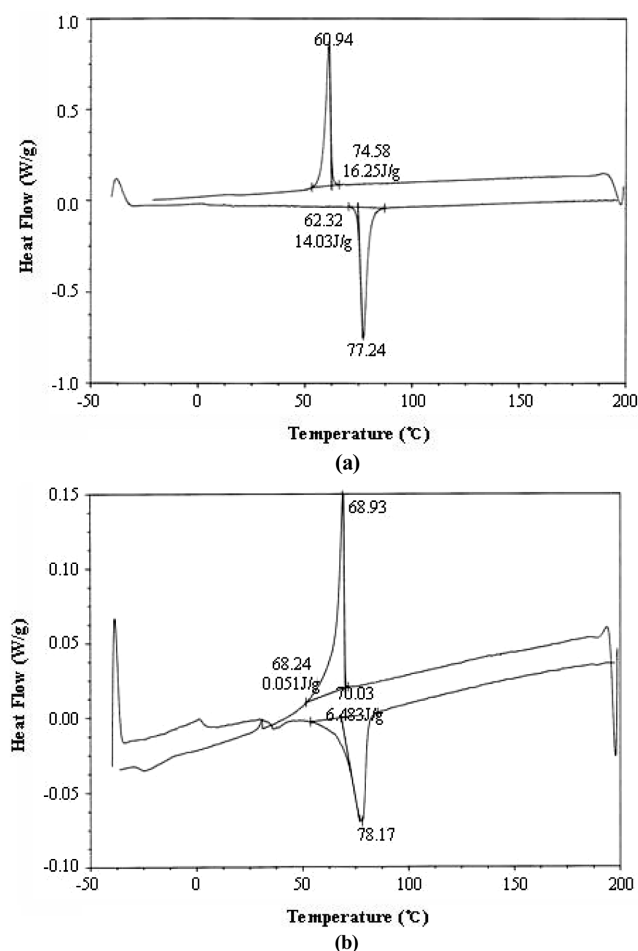 1.0
60.94
0.5
74.58
16.25J/g
Heat Flow (W/g)
0.0
62.32
14.03J/g
-0.5
77.24
-1.0
-50 0 50 100 150 200
Temperature (℃)
(a)
0.15
68.93
0.10
Heat Flow (W/g)
0.05
68.24
0.051J/g
70.03
6.483J/g
0.00
-0.05
78.17
-0.10
-50 0 50 100 150 200
Temperature (℃)
(b)